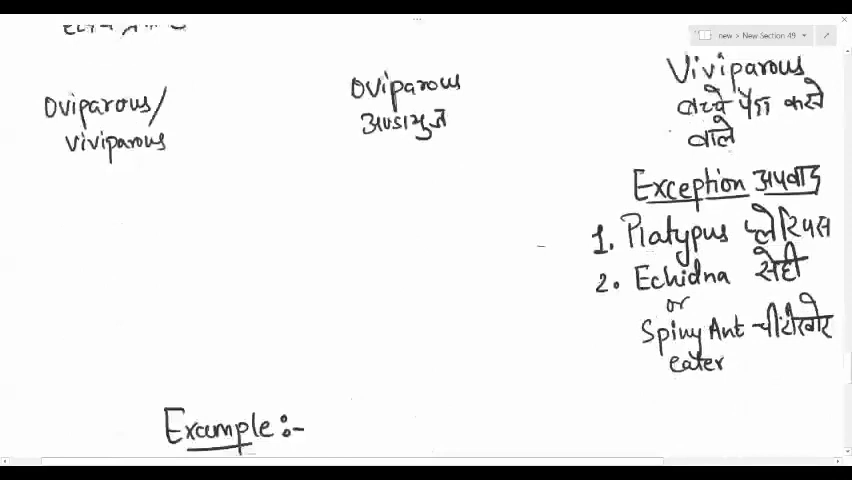 new > New Section 49
Oviparous/
viviparous
Oviparous
अण्डायुज
Viviparous
बच्चे पैदा करने
वाले
Exception अपवाद
1. Platypus प्लेटिपस
2. Echidna सेही
or
Spiny Ant चींटीखोर
eater
Example :-